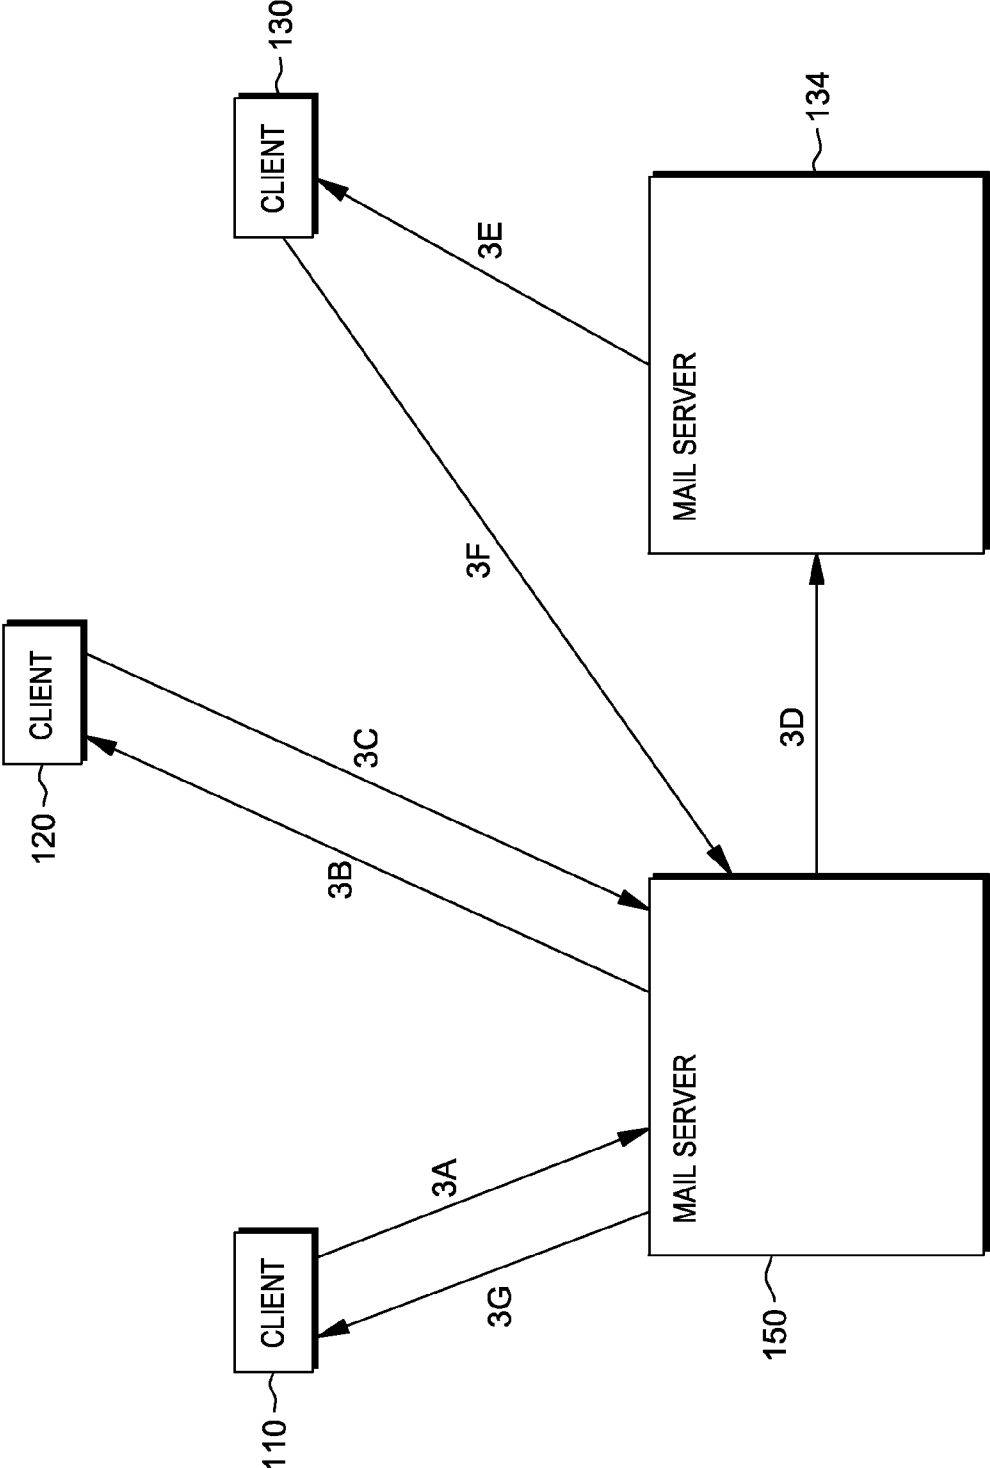 120
CLIENT
110
CLIENT
CLIENT
130
3G
3A
3B
3C
3F
3E
150
MAIL SERVER
3D
MAIL SERVER
134